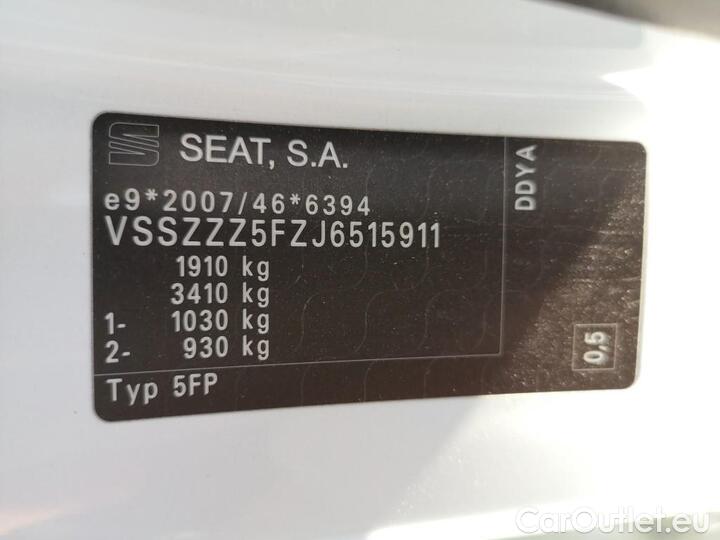 SEAT, S.A.
e9*2007/46*6394
VSSZZZ5FZJ6515911
1910 kg
3410 kg
1- 1030 kg
2- 930 kg
Typ 5FP
DDYA
0,5
CarOutlet.eu